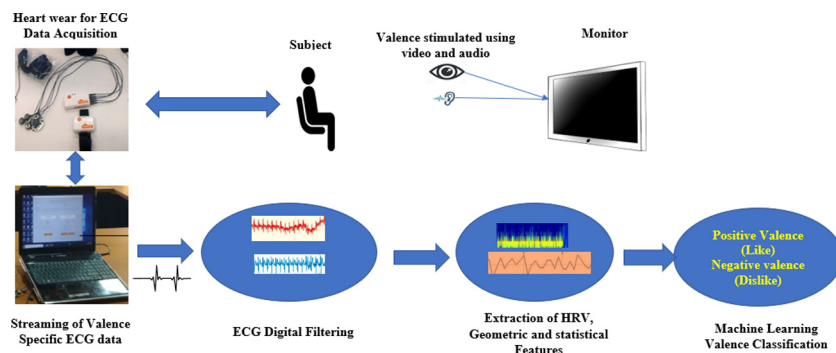 Heart wear for ECG
Data Acquisition
Subject
Valence stimulated using
video and audio
Monitor
Positive Valence
(Like)
Negative valence
(Dislike)
Streaming of Valence
Specific ECG data
ECG Digital Filtering
Extraction of HRV,
Geometric and statistical
Features
Machine Learning
Valence Classification